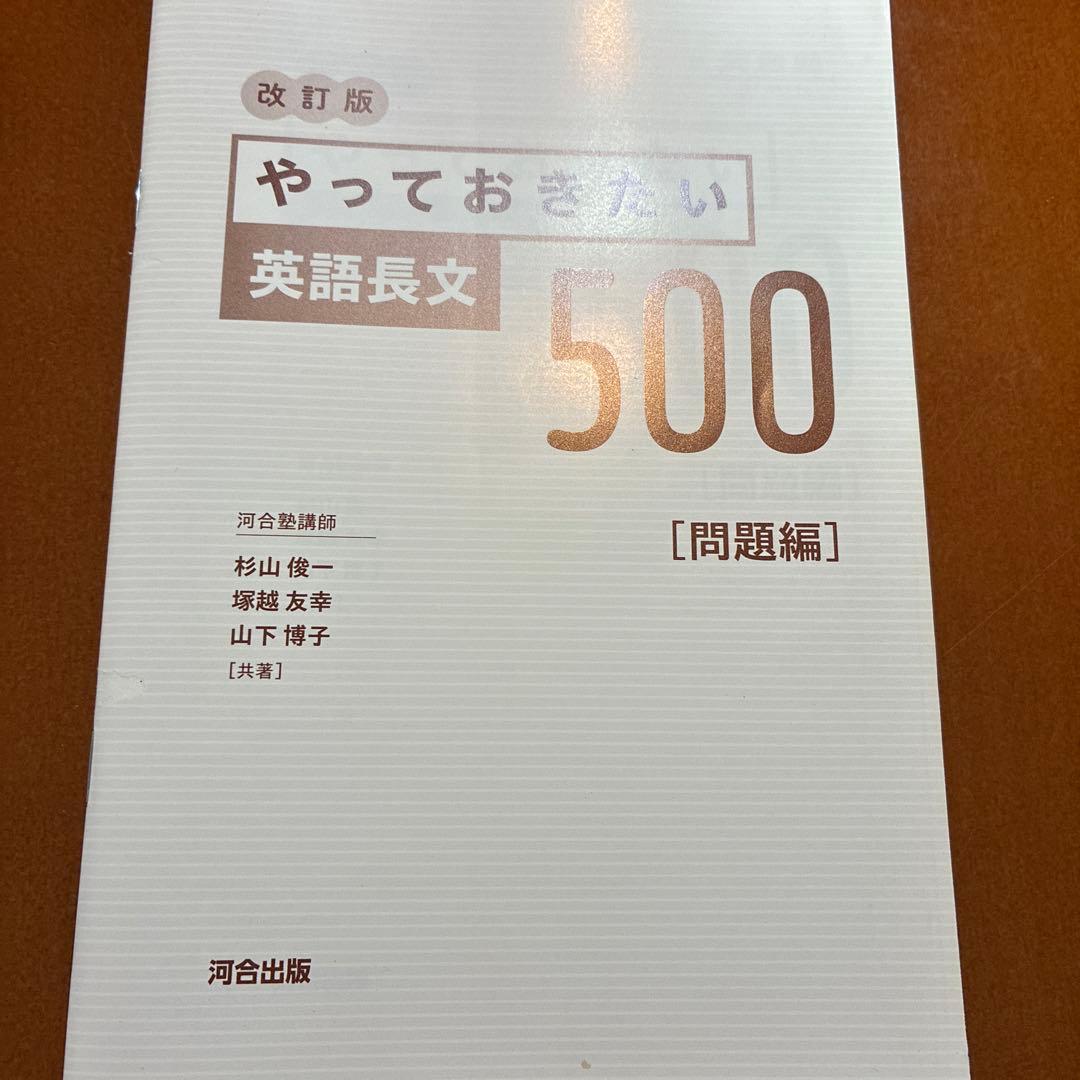 改訂版
やっておきたい
英語長文
500
[問題編]
河合塾講師
杉山 俊一
塚越 友幸
山下 博子
[共著]
河合出版